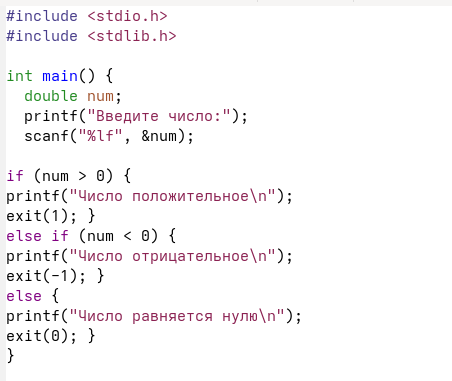 #include <stdio.h>
#include <stdlib.h>

int main() {
  double num;
  printf("Введите число:");
  scanf("%lf", &num);

if (num > 0) {
printf("Число положительное\n");
exit(1); }
else if (num < 0) {
printf("Число отрицательное\n");
exit(-1); }
else {
printf("Число равняется нулю\n");
exit(0); }
}